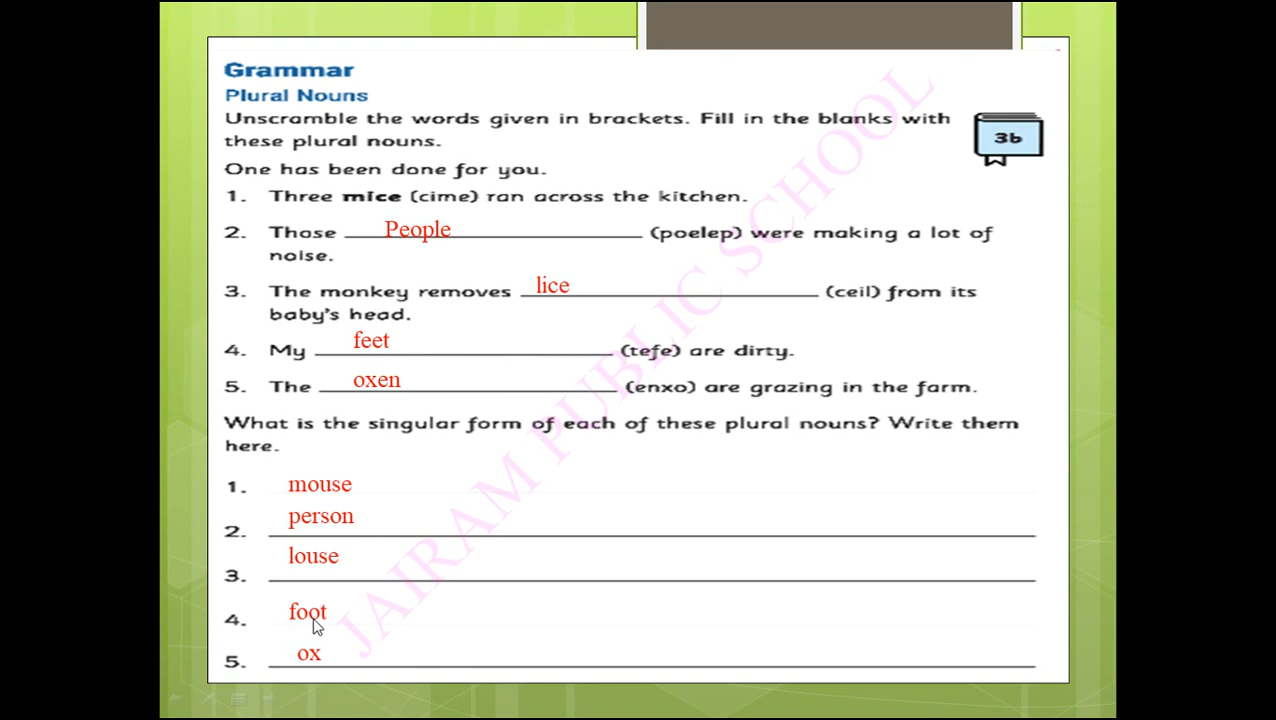 Grammar
Plural Nouns
Unscramble the words given in brackets. Fill in the blanks with
these plural nouns.
3b
One has been done for you.
1. Three mice (cime) ran across the kitchen.
2. Those People (poelep) were making a lot of
noise.
3. The monkey removes lice (ceil) from its
baby's head.
4. My feet (tefe) are dirty.
5. The oxen (enxo) are grazing in the farm.
What is the singular form of each of these plural nouns? Write them
here.
1. mouse
2. person
3. louse
4. foot
5. ox
JAIRAM PUBLIC SCHOOL